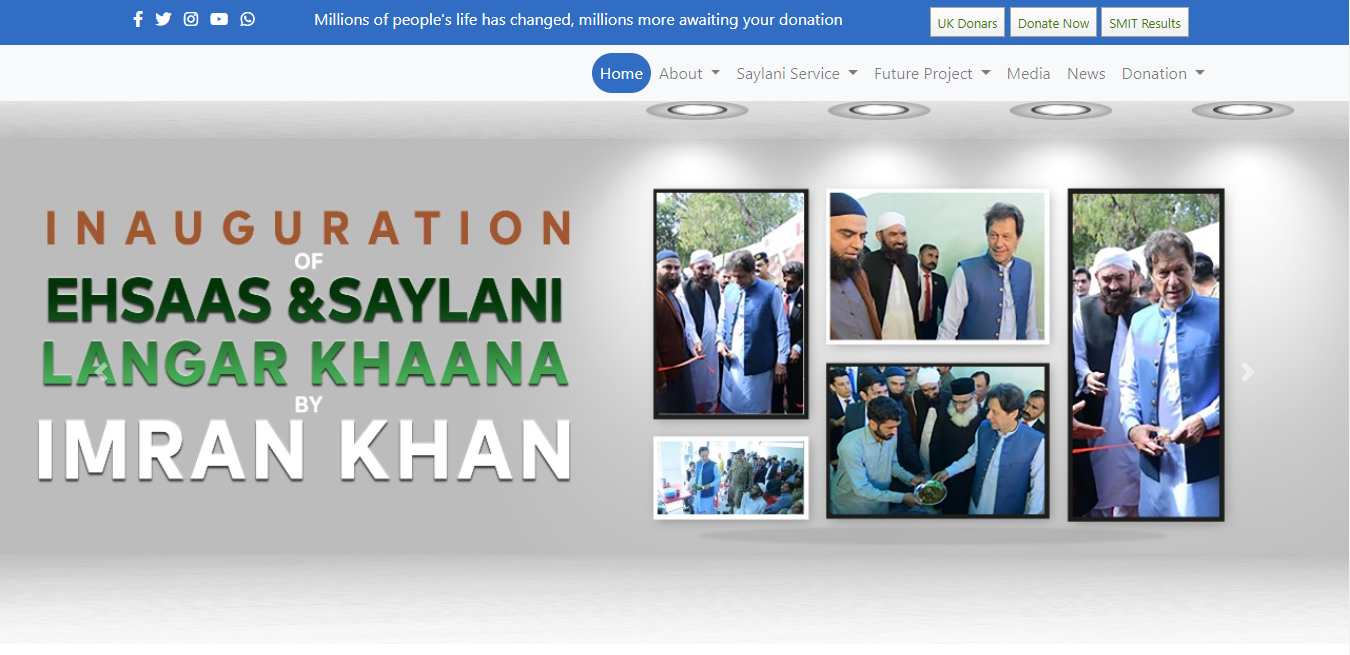 Millions of people's life has changed, millions more awaiting your donation
UK Donars
Donate Now
SMIT Results
Home
About
Saylani Service
Future Project
Media
News
Donation
INAUGURATION
OF
EHSAAS &SAYLANI
LANGAR KHAANA
BY
IMRAN KHAN